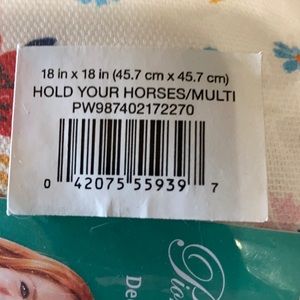 18 in x 18 in (45.7 cm x 45.7 cm)
HOLD YOUR HORSES/MULTI
PW987402172270
0 42075 55939 7
De